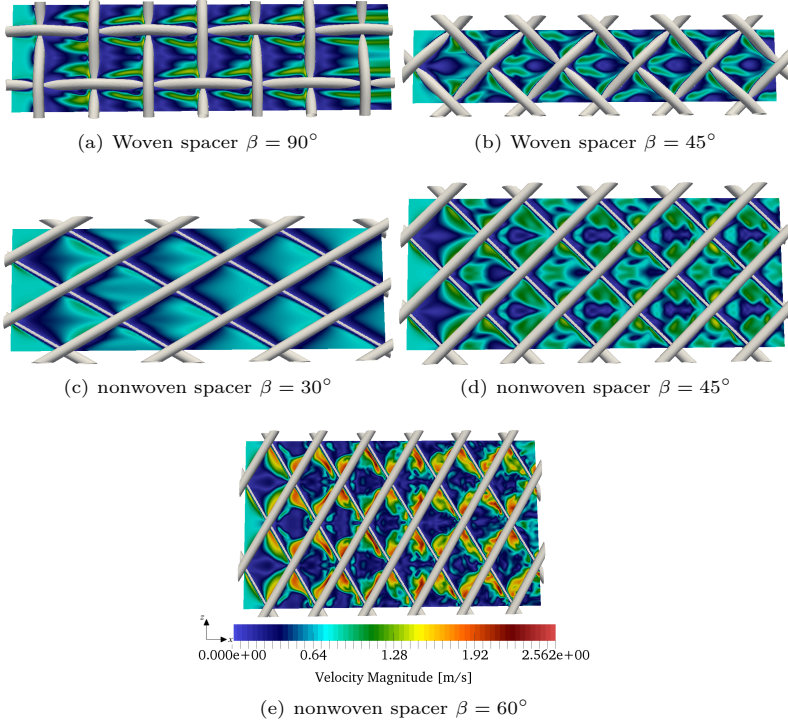 (a) Woven spacer β = 90°
(b) Woven spacer β = 45°
(c) nonwoven spacer β = 30°
(d) nonwoven spacer β = 45°
z
x
0.000e+00 0.64 1.28 1.92 2.562e+00
Velocity Magnitude [m/s]
(e) nonwoven spacer β = 60°